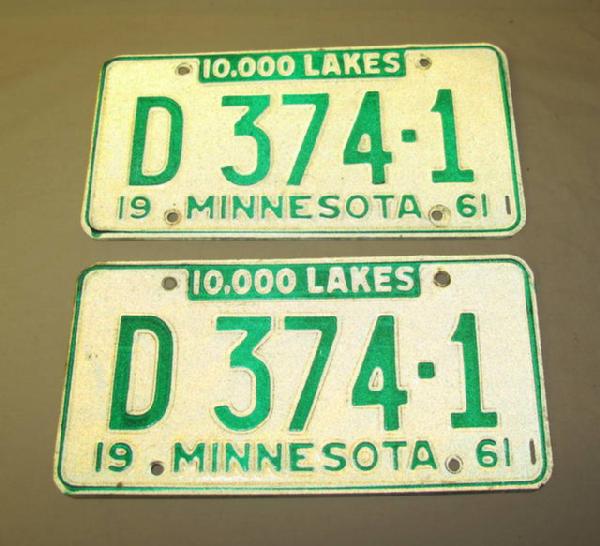 10,000 LAKES
D 374·1
19 MINNESOTA 61
10,000 LAKES
D 374·1
19 MINNESOTA 61